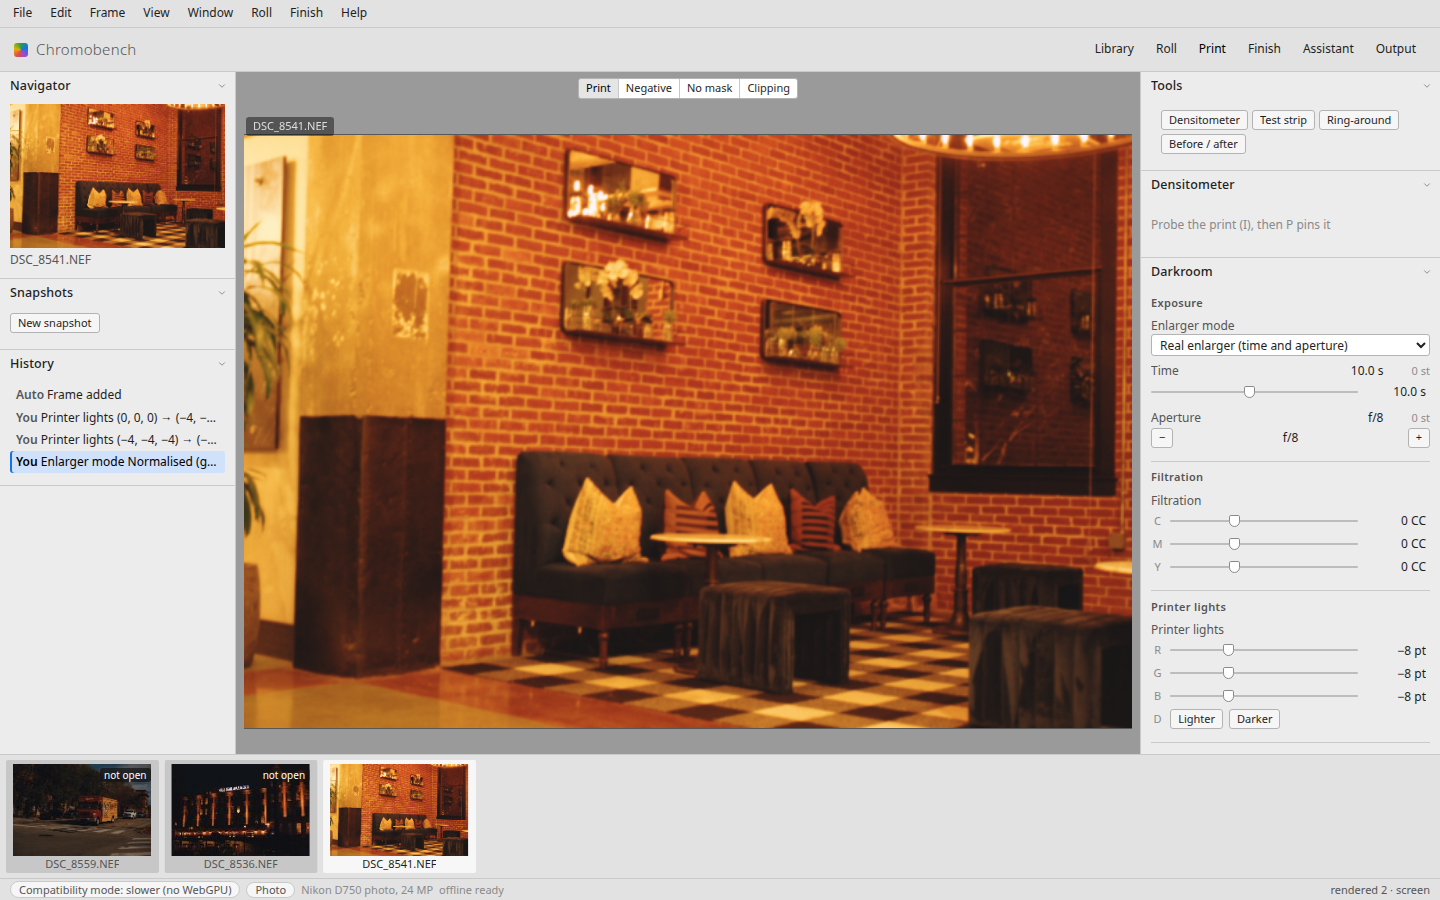 File Edit Frame View Window Roll Finish Help
Chromobench
Library Roll Print Finish Assistant Output
Navigator
DSC_8541.NEF
Snapshots
New snapshot
History
Auto Frame added
You Printer lights (0, 0, 0) → (−4, −...
You Printer lights (−4, −4, −4) → (−...
You Enlarger mode Normalised (g...
Print Negative No mask Clipping
DSC_8541.NEF
Tools
Densitometer Test strip Ring-around
Before / after
Densitometer
Probe the print (I), then P pins it
Darkroom
Exposure
Enlarger mode
Real enlarger (time and aperture)
Time 10.0 s 0 st
10.0 s
Aperture f/8 0 st
− f/8 +
Filtration
Filtration
C 0 CC
M 0 CC
Y 0 CC
Printer lights
Printer lights
R −8 pt
G −8 pt
B −8 pt
D Lighter Darker
not open not open
DSC_8559.NEF DSC_8536.NEF DSC_8541.NEF
Compatibility mode: slower (no WebGPU) Photo Nikon D750 photo, 24 MP offline ready rendered 2 · screen